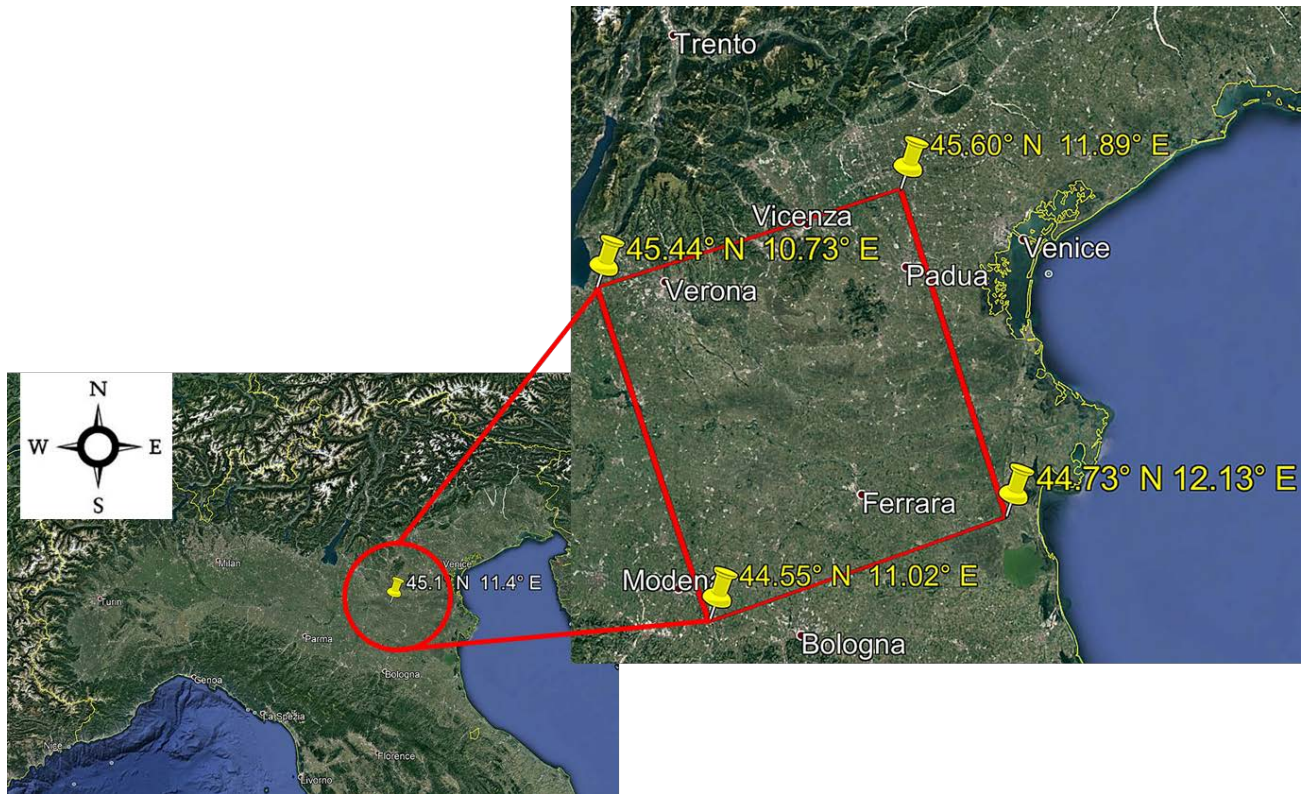 Trento
45.60° N 11.89° E
Vicenza
45.44° N 10.73° E
Venice
Padua
Verona
44.73° N 12.13° E
Ferrara
Modena
44.55° N 11.02° E
Bologna
N
W E
S
Milan
Venice
45.1° N 11.4° E
Turin
Parma
Bologna
Genoa
La Spezia
Nice
Florence
Livorno